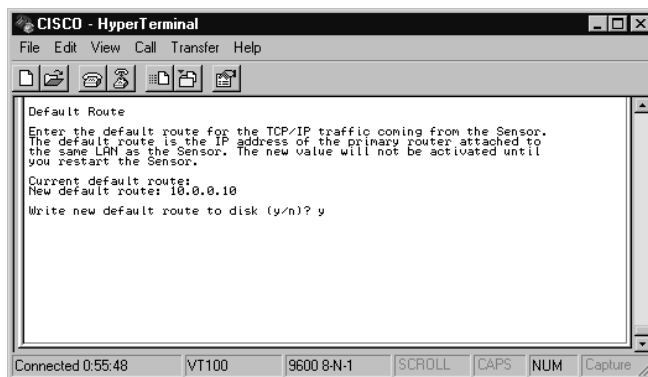 CISCO - HyperTerminal
File Edit View Call Transfer Help
Default Route
Enter the default route for the TCP/IP traffic coming from the Sensor.
The default route is the IP address of the primary router attached to
the same LAN as the Sensor. The new value will not be activated until
you restart the Sensor.
Current default route:
New default route: 10.0.0.10
Write new default route to disk (y/n)? y
Connected 0:55:48 VT100 9600 8-N-1 SCROLL CAPS NUM Capture